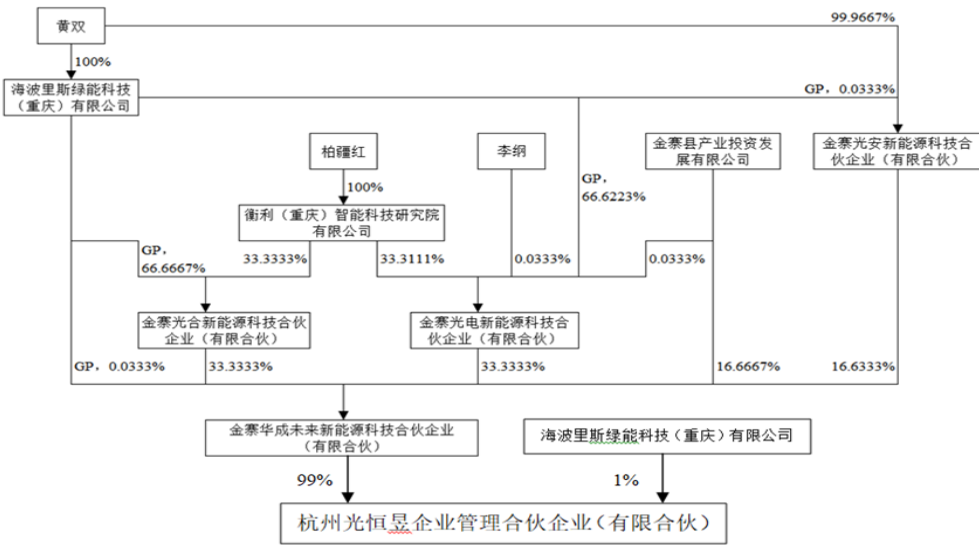 黄双
99.9667%
100%
海波里斯绿能科技
（重庆）有限公司
GP，0.0333%
柏疆红
李纲
金寨县产业投资发
展有限公司
金寨光安新能源科技合
伙企业（有限合伙）
100%
GP，
66.6223%
衡利（重庆）智能科技研究院
有限公司
GP，
66.6667%
33.3333%
33.3111%
0.0333%
0.0333%
金寨光合新能源科技合伙
企业（有限合伙）
金寨光电新能源科技合
伙企业（有限合伙）
GP，0.0333%
33.3333%
33.3333%
16.6667%
16.6333%
金寨华成未来新能源科技合伙企业
（有限合伙）
海波里斯绿能科技（重庆）有限公司
99%
1%
杭州光恒昱企业管理合伙企业（有限合伙）